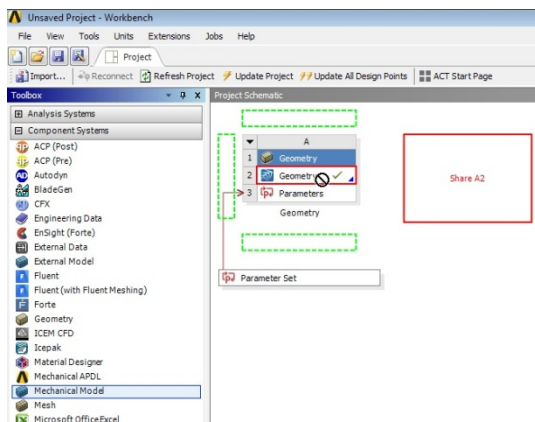 Unsaved Project - Workbench
File View Tools Units Extensions Jobs Help
Project
Import... Reconnect Refresh Project Update Project Update All Design Points ACT Start Page
Toolbox
Project Schematic
Analysis Systems
Component Systems
ACP (Post)
ACP (Pre)
Autodyn
BladeGen
CFX
Engineering Data
EnSight (Forte)
External Data
External Model
Fluent
Fluent (with Fluent Meshing)
Forte
Geometry
ICEM CFD
Icepak
Material Designer
Mechanical APDL
Mechanical Model
Mesh
Microsoft Office Excel
A
1 Geometry
2 Geometry
3 Parameters
Geometry
Parameter Set
Share A2